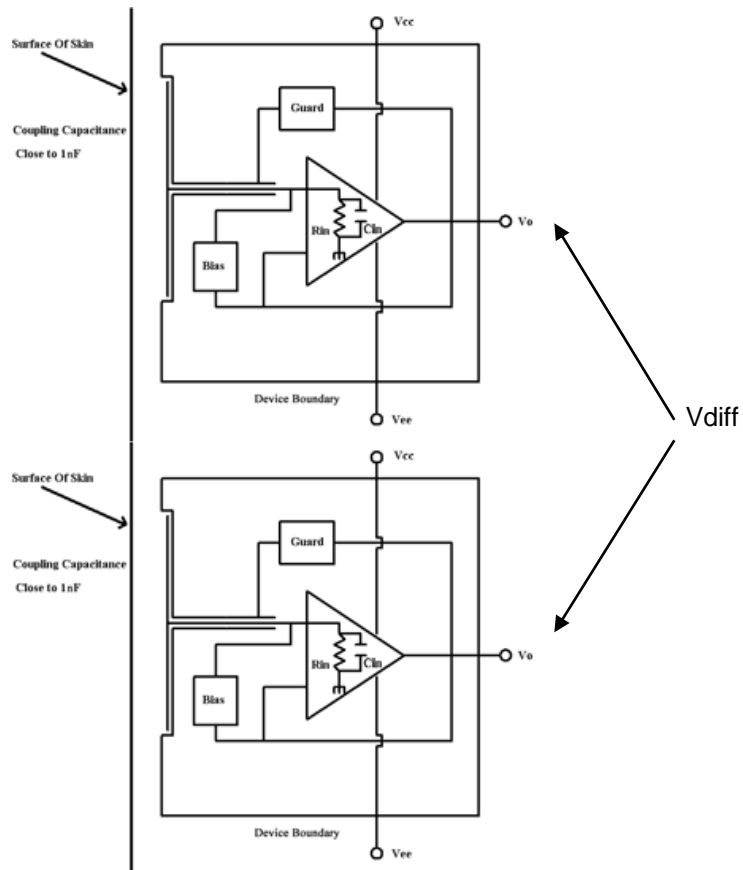 Vcc
Surface Of Skin
Guard
Coupling Capacitance
Close to 1nF
Rin
Cin
Vo
Bias
Device Boundary
Vee
Vdiff
Vcc
Surface Of Skin
Guard
Coupling Capacitance
Close to 1nF
Rin
Cin
Vo
Bias
Device Boundary
Vee